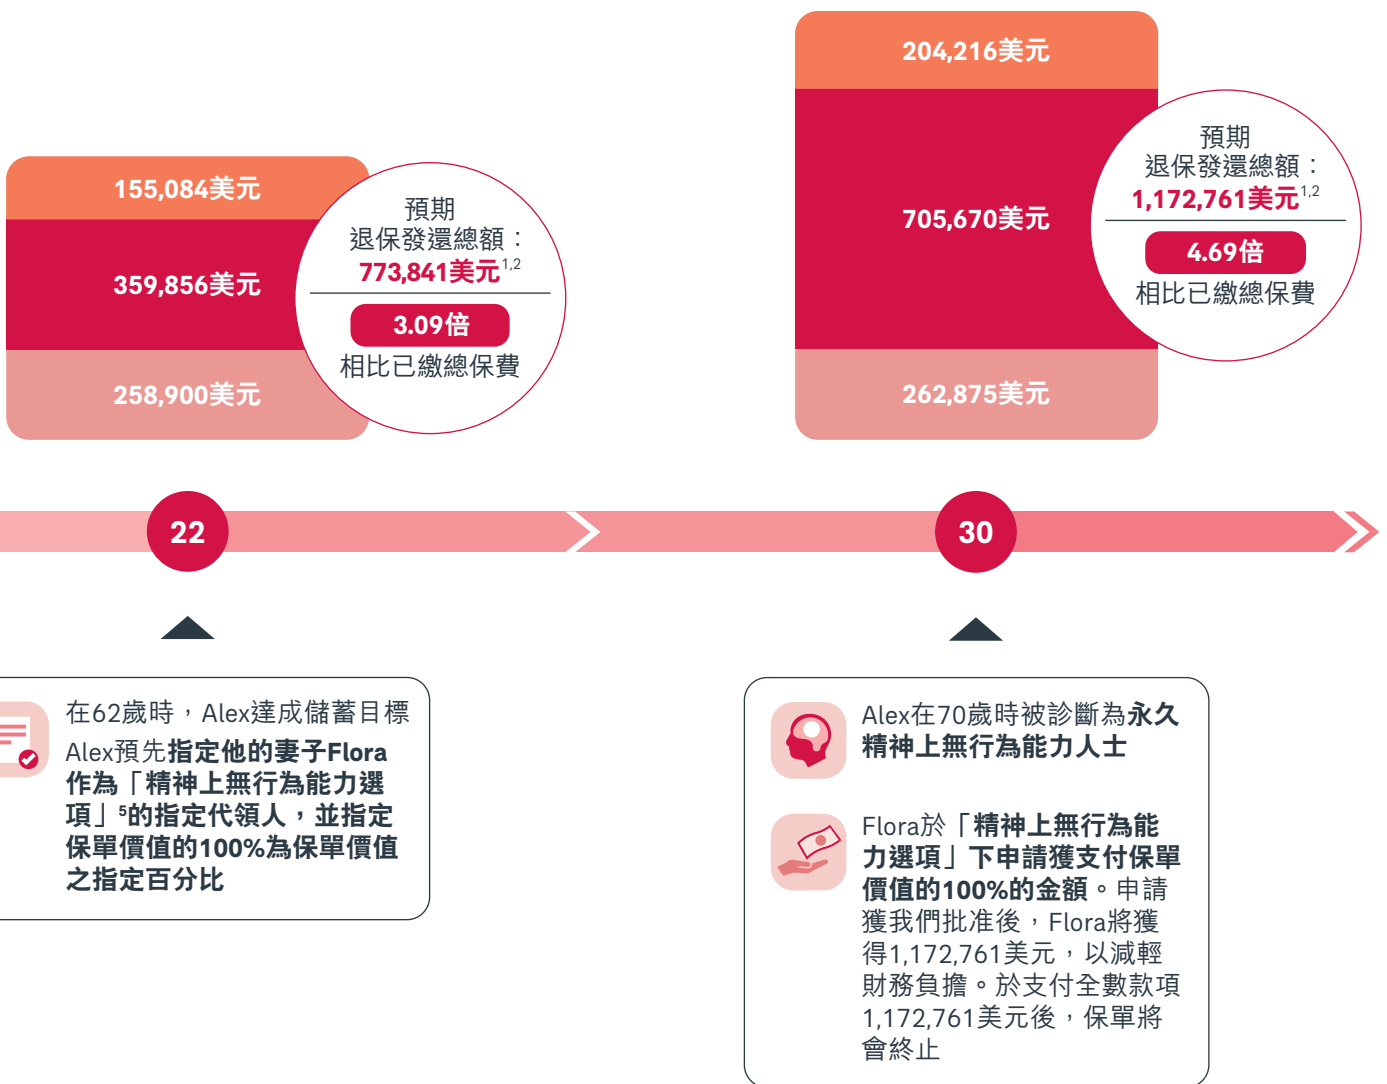 155,084美元
359,856美元
258,900美元
預期
退保發還總額：
773,841美元1,2
3.09倍
相比已繳總保費
204,216美元
705,670美元
262,875美元
預期
退保發還總額：
1,172,761美元1,2
4.69倍
相比已繳總保費
22
30
在62歲時，Alex達成儲蓄目標
Alex預先指定他的妻子Flora
作為「精神上無行為能力選
項」5的指定代領人，並指定
保單價值的100%為保單價值
之指定百分比
Alex在70歲時被診斷為永久
精神上無行為能力人士
Flora於「精神上無行為能
力選項」下申請獲支付保單
價值的100%的金額。申請
獲我們批准後，Flora將獲
得1,172,761美元，以減輕
財務負擔。於支付全數款項
1,172,761美元後，保單將
會終止